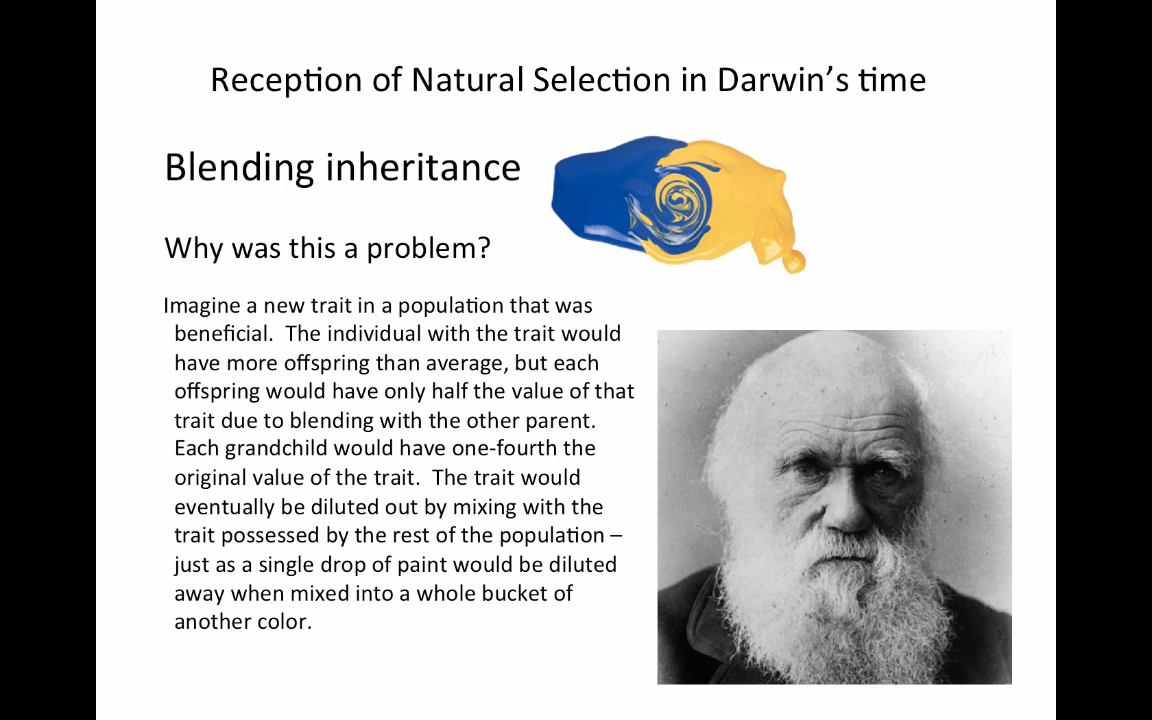 Reception of Natural Selection in Darwin’s time
Blending inheritance
Why was this a problem?
Imagine a new trait in a population that was
beneficial.  The individual with the trait would
have more offspring than average, but each
offspring would have only half the value of that
trait due to blending with the other parent.
Each grandchild would have one-fourth the
original value of the trait.  The trait would
eventually be diluted out by mixing with the
trait possessed by the rest of the population –
just as a single drop of paint would be diluted
away when mixed into a whole bucket of
another color.